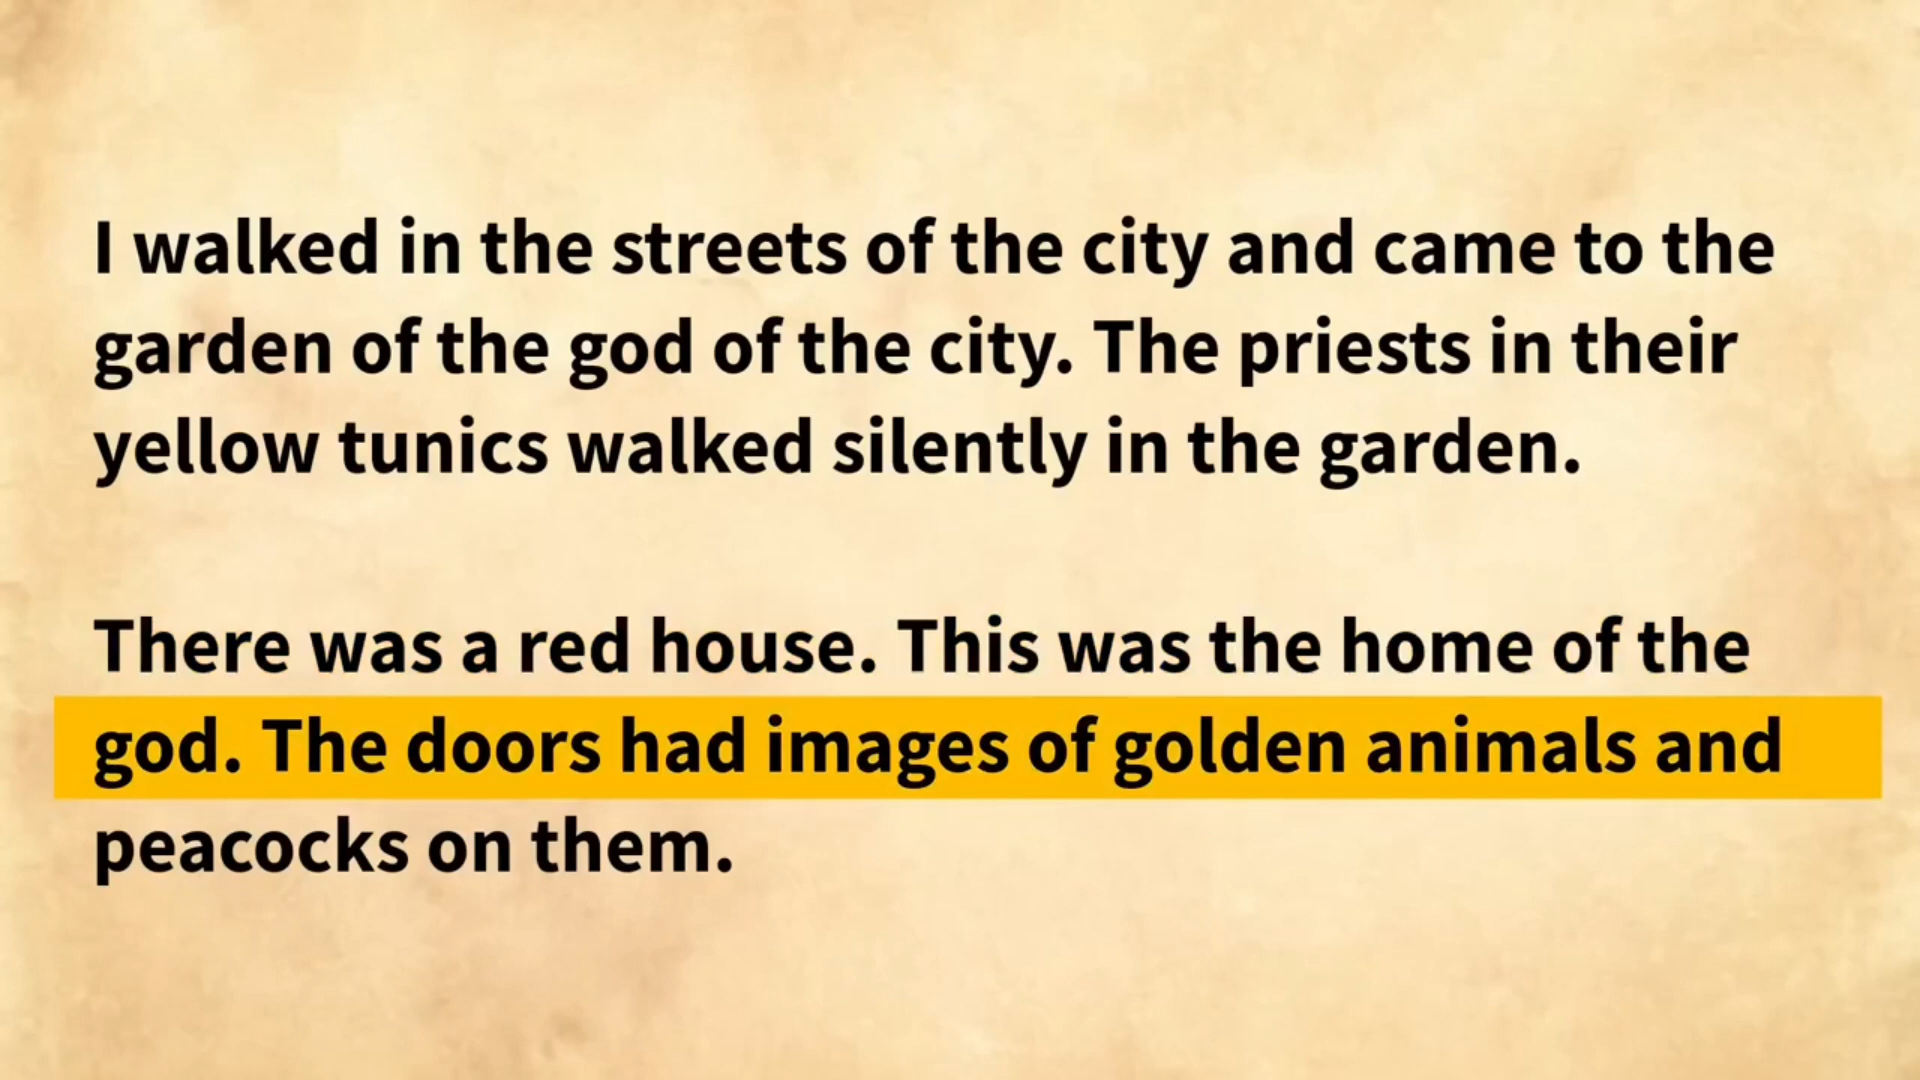 I walked in the streets of the city and came to the
garden of the god of the city. The priests in their
yellow tunics walked silently in the garden.
There was a red house. This was the home of the
god. The doors had images of golden animals and
peacocks on them.